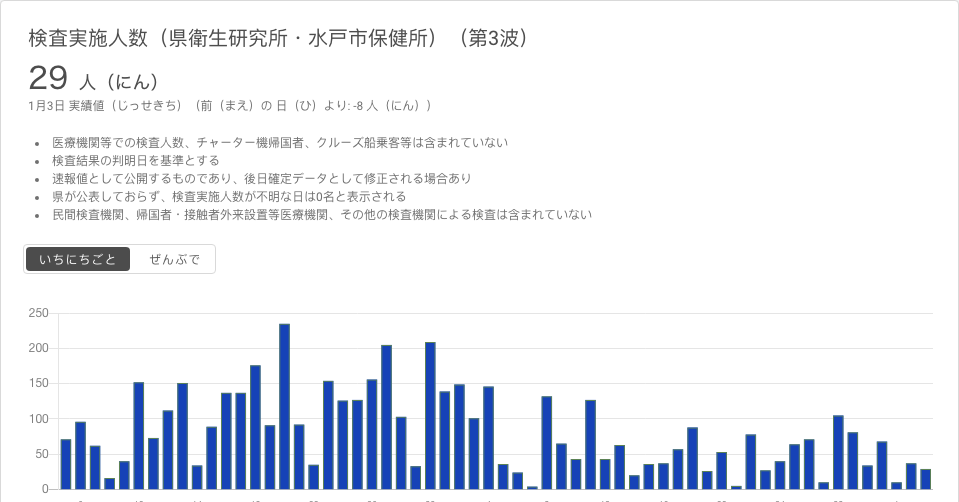 検査実施人数（県衛生研究所・水戸市保健所）（第3波）
29 人（にん）
1月3日 実績値（じっせきち）（前（まえ）の 日（ひ）より: -8 人（にん））
• 医療機関等での検査人数、チャーター機帰国者、クルーズ船乗客等は含まれていない
• 検査結果の判明日を基準とする
• 速報値として公開するものであり、後日確定データとして修正される場合あり
• 県が公表しておらず、検査実施人数が不明な日は0名と表示される
• 民間検査機関、帰国者・接触者外来設置等医療機関、その他の検査機関による検査は含まれていない
いちにちごと ぜんぶで
250
200
150
100
50
0